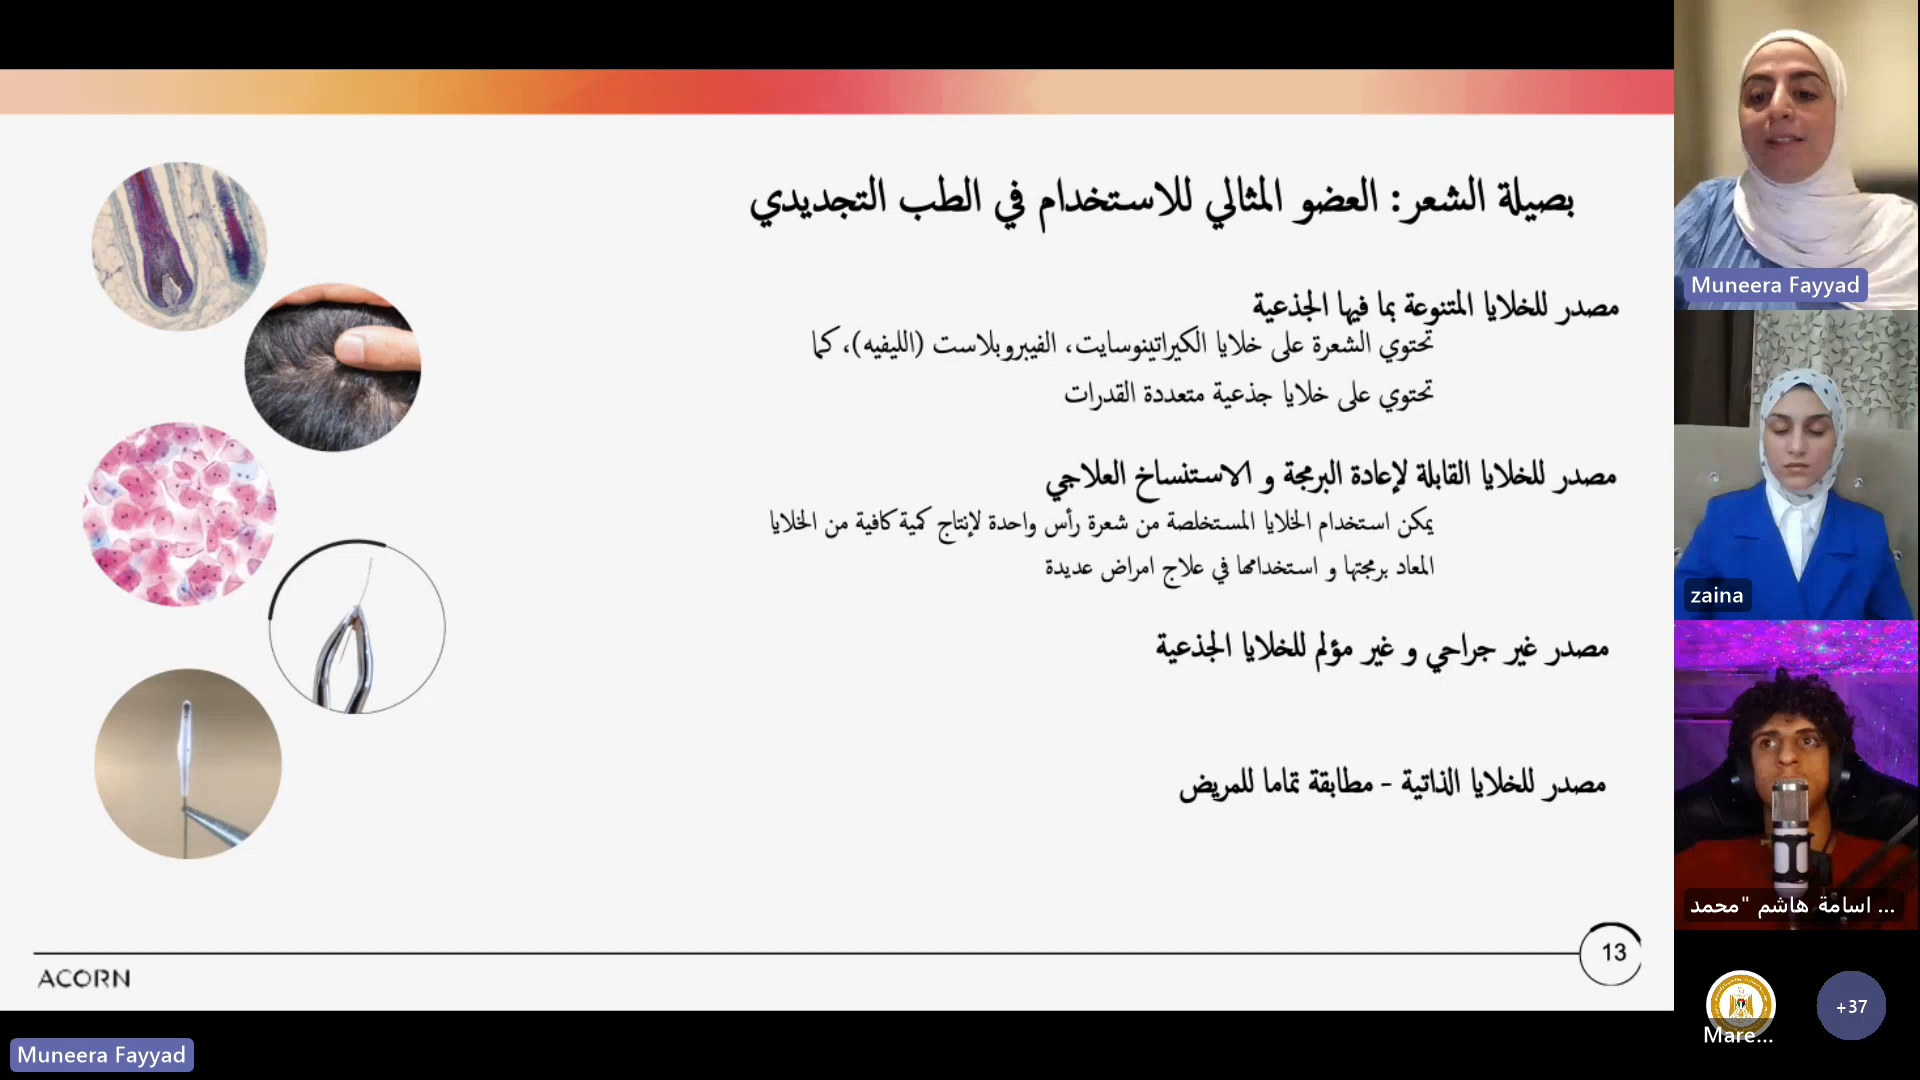 بصيلة الشعر: العضو المثالي للاستخدام في الطب التجديدي
مصدر للخلايا المتنوعة بما فيها الجذعية
تحتوي الشعرة على خلايا الكيراتينوسايت، الفيبروبلاست (الليفيه)، كما
تحتوي على خلايا جذعية متعددة القدرات
مصدر للخلايا القابلة لإعادة البرمجة و الاستنساخ العلاجي
يمكن استخدام الخلايا المستخلصة من شعرة رأس واحدة لإنتاج كمية كافية من الخلايا
المعاد برمجتها و استخدامها في علاج امراض عديدة
مصدر غير جراحي و غير مؤلم للخلايا الجذعية
مصدر للخلايا الذاتية - مطابقة تماما للمريض
13
ACORN
Muneera Fayyad
Muneera Fayyad
zaina
... اسامة هاشم "محمد
Mare...
+37